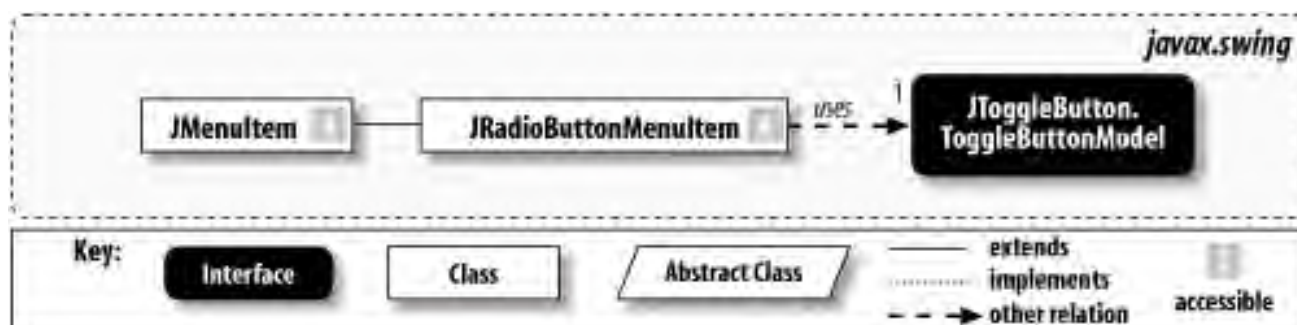 javax.swing
JMenuItem
JRadioButtonMenuItem
uses
1
JToggleButton.
ToggleButtonModel
Key:
Interface
Class
Abstract Class
extends
implements
other relation
accessible